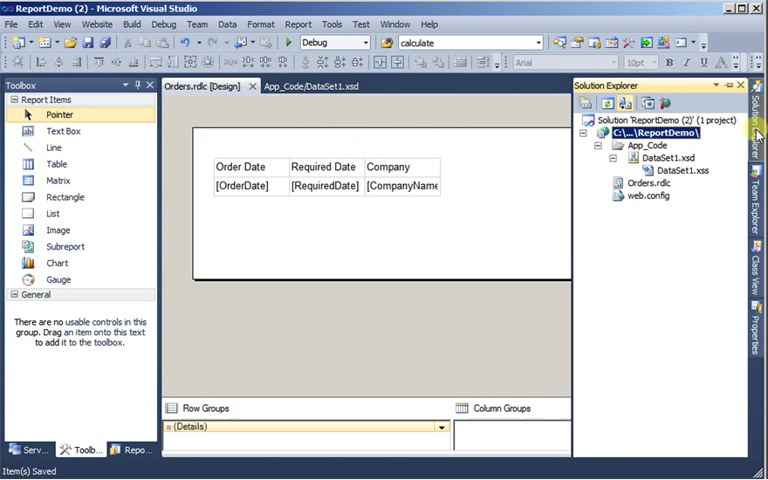 ReportDemo (2) - Microsoft Visual Studio
File Edit View Website Build Debug Team Data Format Report Tools Test Window Help
Debug calculate
Arial 10pt B I U A
Toolbox
Report Items
Pointer
Text Box
Line
Table
Matrix
Rectangle
List
Image
Subreport
Chart
Gauge
General
There are no usable controls in this
group. Drag an item onto this text
to add it to the toolbox.
Serv... Toolb... Repo...
Orders.rdlc [Design] App_Code/DataSet1.xsd
Order Date Required Date Company
[OrderDate] [RequiredDate] [CompanyName
Row Groups Column Groups
(Details)
Solution Explorer
Solution 'ReportDemo (2)' (1 project)
C:\...\ReportDemo\
App_Code
DataSet1.xsd
DataSet1.xss
Orders.rdlc
web.config
Solution Explorer
Team Explorer
Class View
Properties
Item(s) Saved